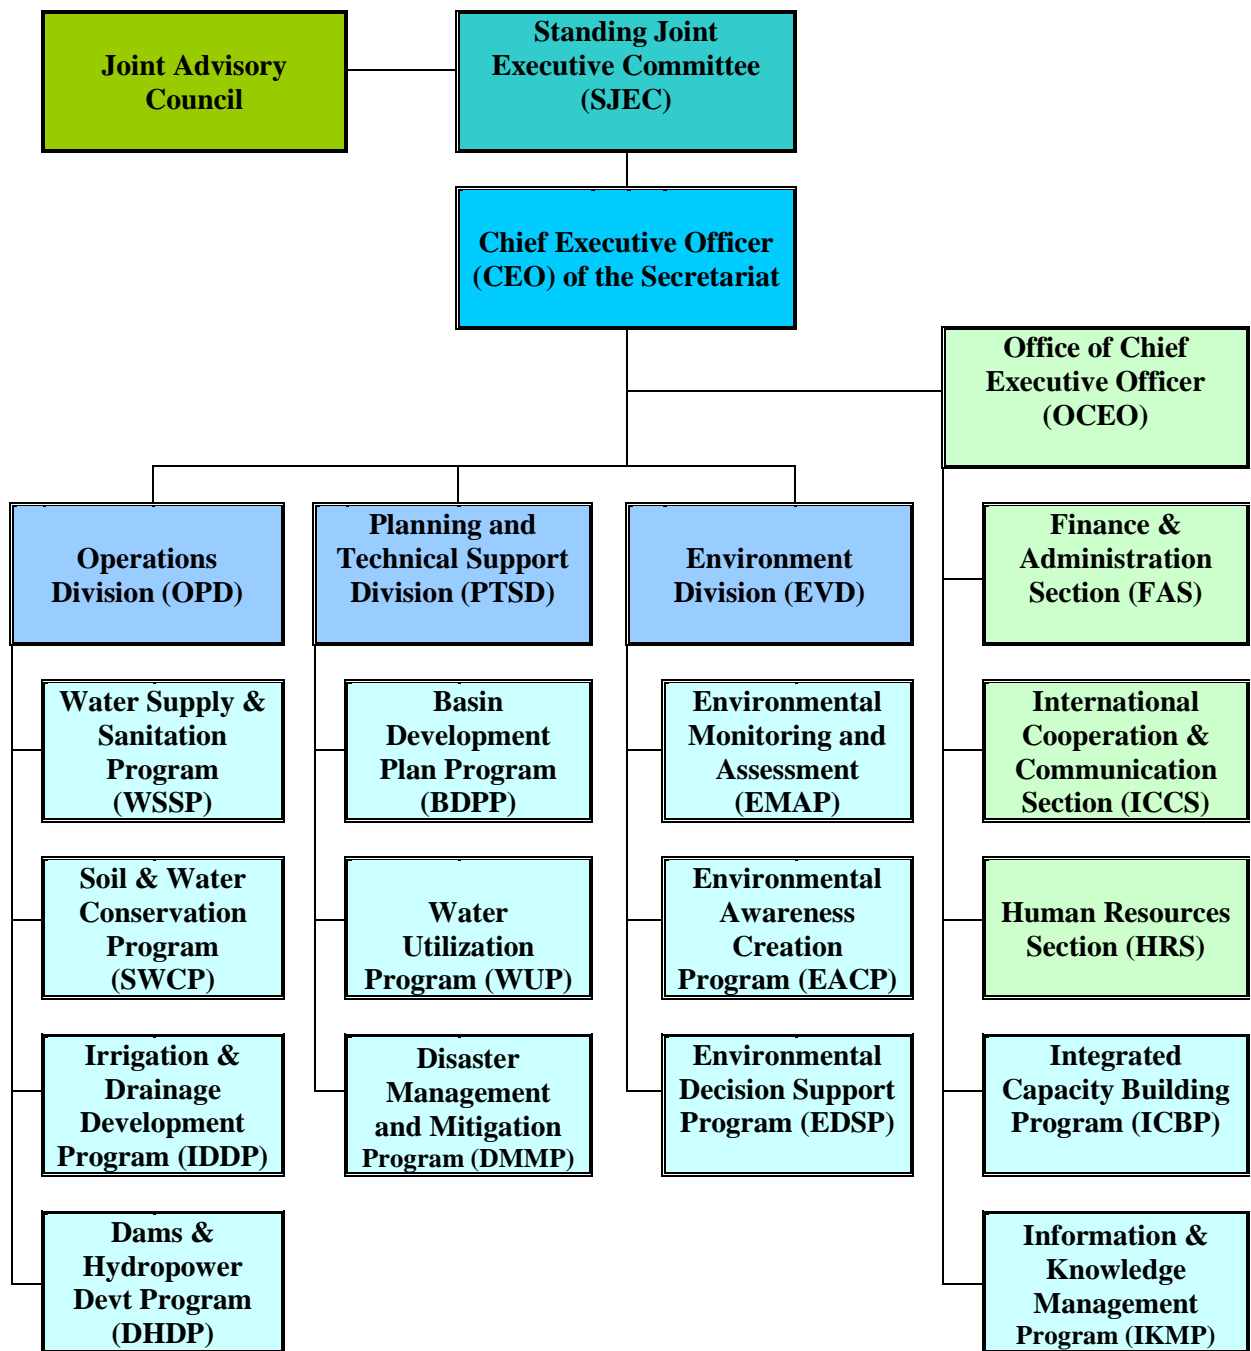 Joint Advisory
Council
Standing Joint
Executive Committee
(SJEC)
Chief Executive Officer
(CEO) of the Secretariat
Office of Chief
Executive Officer
(OCEO)
Operations
Division (OPD)
Planning and
Technical Support
Division (PTSD)
Environment
Division (EVD)
Finance &
Administration
Section (FAS)
Water Supply &
Sanitation
Program
(WSSP)
Basin
Development
Plan Program
(BDPP)
Environmental
Monitoring and
Assessment
(EMAP)
International
Cooperation &
Communication
Section (ICCS)
Soil & Water
Conservation
Program
(SWCP)
Water
Utilization
Program (WUP)
Environmental
Awareness
Creation
Program (EACP)
Human Resources
Section (HRS)
Irrigation &
Drainage
Development
Program (IDDP)
Disaster
Management
and Mitigation
Program (DMMP)
Environmental
Decision Support
Program (EDSP)
Integrated
Capacity Building
Program (ICBP)
Dams &
Hydropower
Devt Program
(DHDP)
Information &
Knowledge
Management
Program (IKMP)